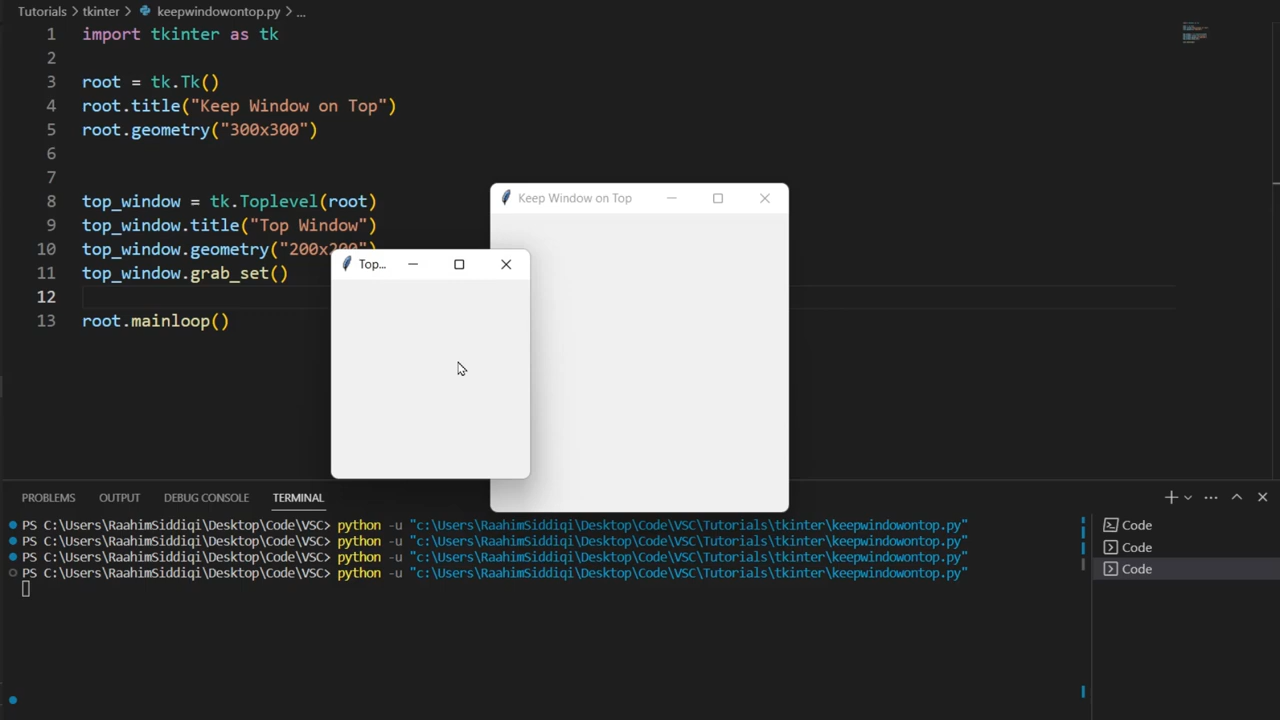 Tutorials > tkinter > keepwindowontop.py > ...
1 import tkinter as tk
2
3 root = tk.Tk()
4 root.title("Keep Window on Top")
5 root.geometry("300x300")
6
7
8 top_window = tk.Toplevel(root)
9 top_window.title("Top Window")
10 top_window.geometry("200x200")
11 top_window.grab_set()
12
13 root.mainloop()
Keep Window on Top
Top...
PROBLEMS OUTPUT DEBUG CONSOLE TERMINAL
PS C:\Users\RaahimSiddiqi\Desktop\Code\VSC> python -u "c:\Users\RaahimSiddiqi\Desktop\Code\VSC\Tutorials\tkinter\keepwindowontop.py"
PS C:\Users\RaahimSiddiqi\Desktop\Code\VSC> python -u "c:\Users\RaahimSiddiqi\Desktop\Code\VSC\Tutorials\tkinter\keepwindowontop.py"
PS C:\Users\RaahimSiddiqi\Desktop\Code\VSC> python -u "c:\Users\RaahimSiddiqi\Desktop\Code\VSC\Tutorials\tkinter\keepwindowontop.py"
PS C:\Users\RaahimSiddiqi\Desktop\Code\VSC> python -u "c:\Users\RaahimSiddiqi\Desktop\Code\VSC\Tutorials\tkinter\keepwindowontop.py"
Code
Code
Code